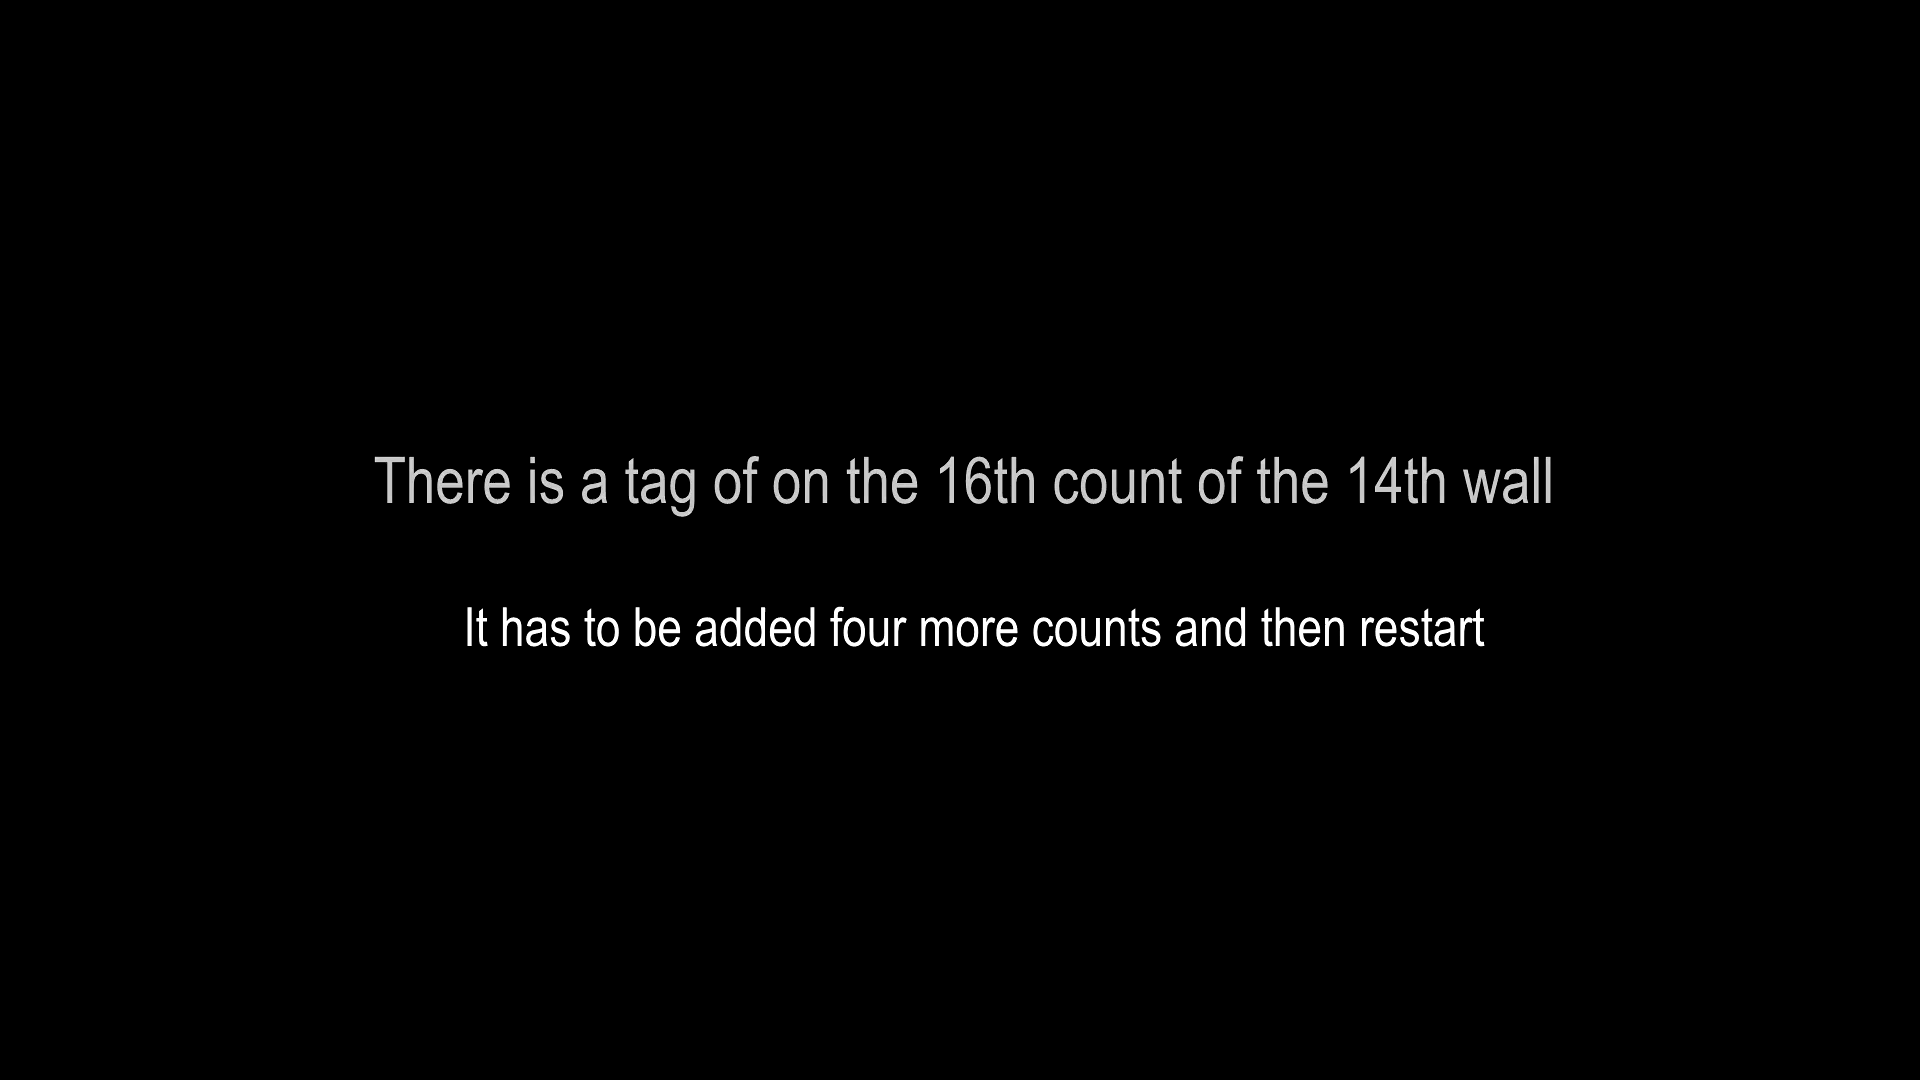 There is a tag of on the 16th count of the 14th wall
It has to be added four more counts and then restart